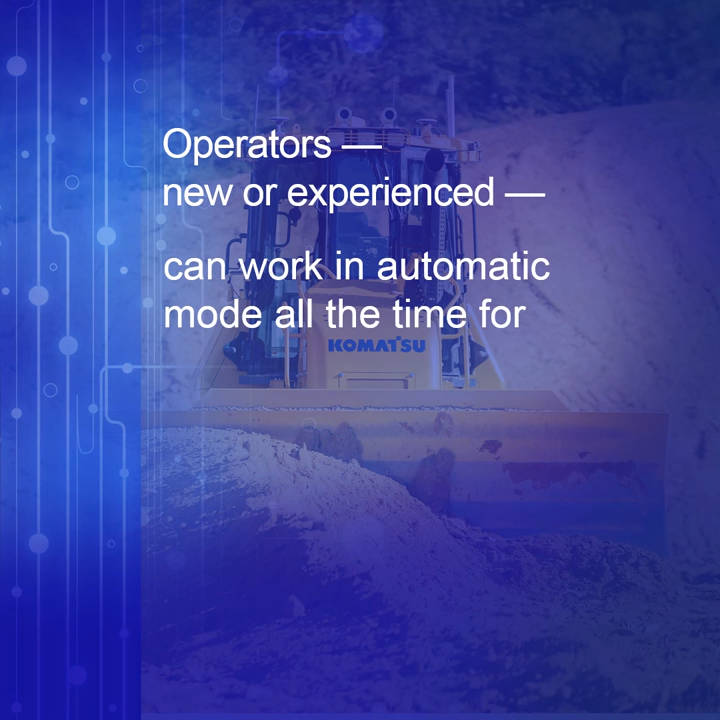 Operators —
new or experienced —
can work in automatic
mode all the time for
KOMATSU